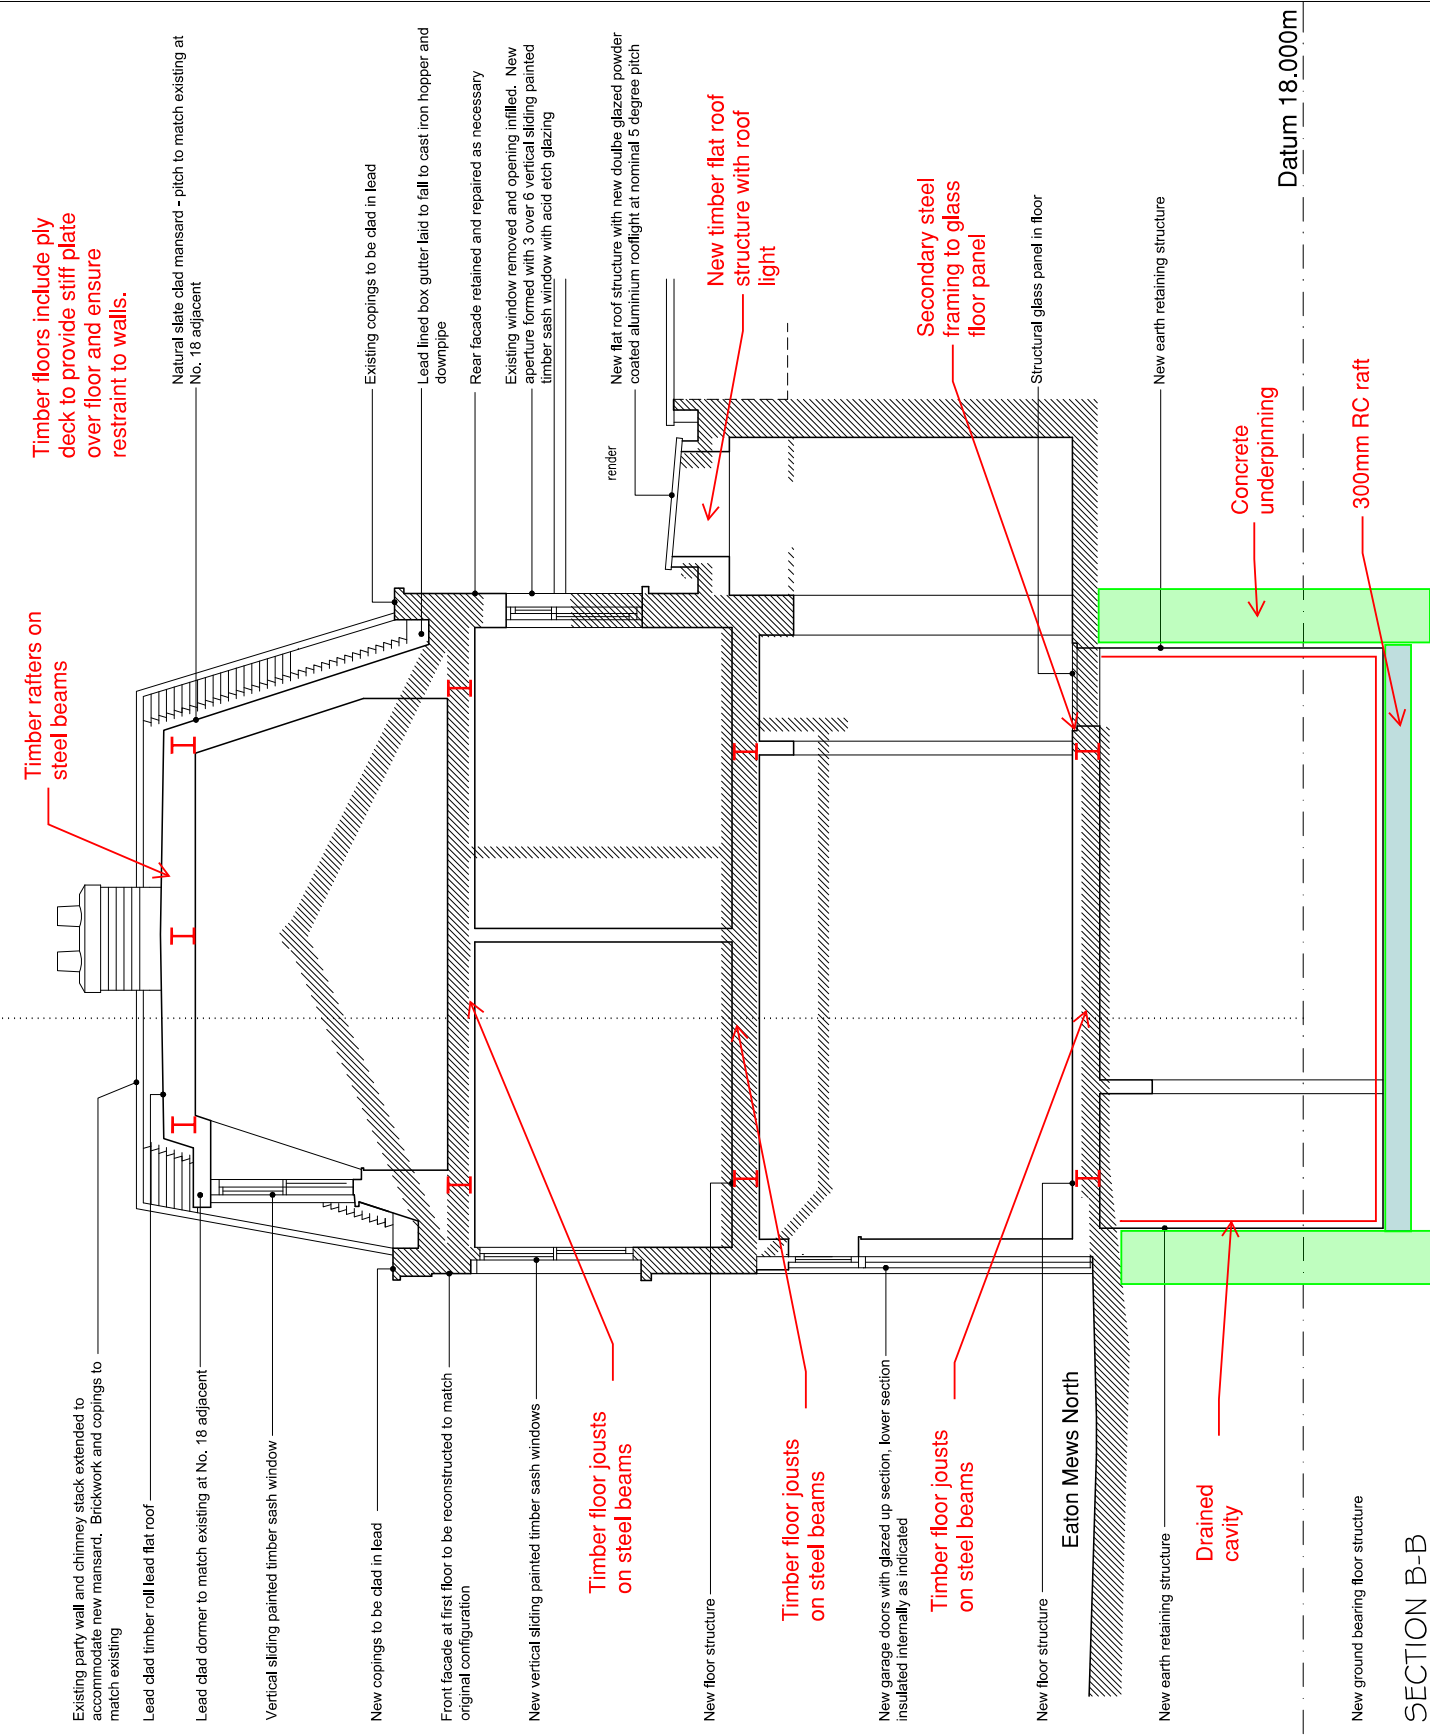 Timber floors include ply
deck to provide stiff plate
over floor and ensure
restraint to walls.
Natural slate clad mansard - pitch to match existing at
No. 18 adjacent
Existing copings to be clad in lead
Lead lined box gutter laid to fall to cast iron hopper and
downpipe
Rear facade retained and repaired as necessary
Existing window removed and opening infilled. New
aperture formed with 3 over 6 vertical sliding painted
timber sash window with acid etch glazing
render
New flat roof structure with new doulbe glazed powder
coated aluminium rooflight at nominal 5 degree pitch
New timber flat roof
structure with roof
light
Secondary steel
framing to glass
floor panel
Structural glass panel in floor
New earth retaining structure
Concrete
underpinning
Datum 18.000m
300mm RC raft
Timber rafters on
steel beams
Existing party wall and chimney stack extended to
accommodate new mansard. Brickwork and copings to
match existing
Lead clad timber roll lead flat roof
Lead clad dormer to match existing at No. 18 adjacent
Vertical sliding painted timber sash window
New copings to be clad in lead
Front facade at first floor to be reconstructed to match
original configuration
New vertical sliding painted timber sash windows
Timber floor jousts
on steel beams
New floor structure
Timber floor jousts
on steel beams
New garage doors with glazed up section, lower section
insulated internally as indicated
Timber floor jousts
on steel beams
New floor structure
Eaton Mews North
New earth retaining structure
Drained
cavity
New ground bearing floor structure
SECTION B-B